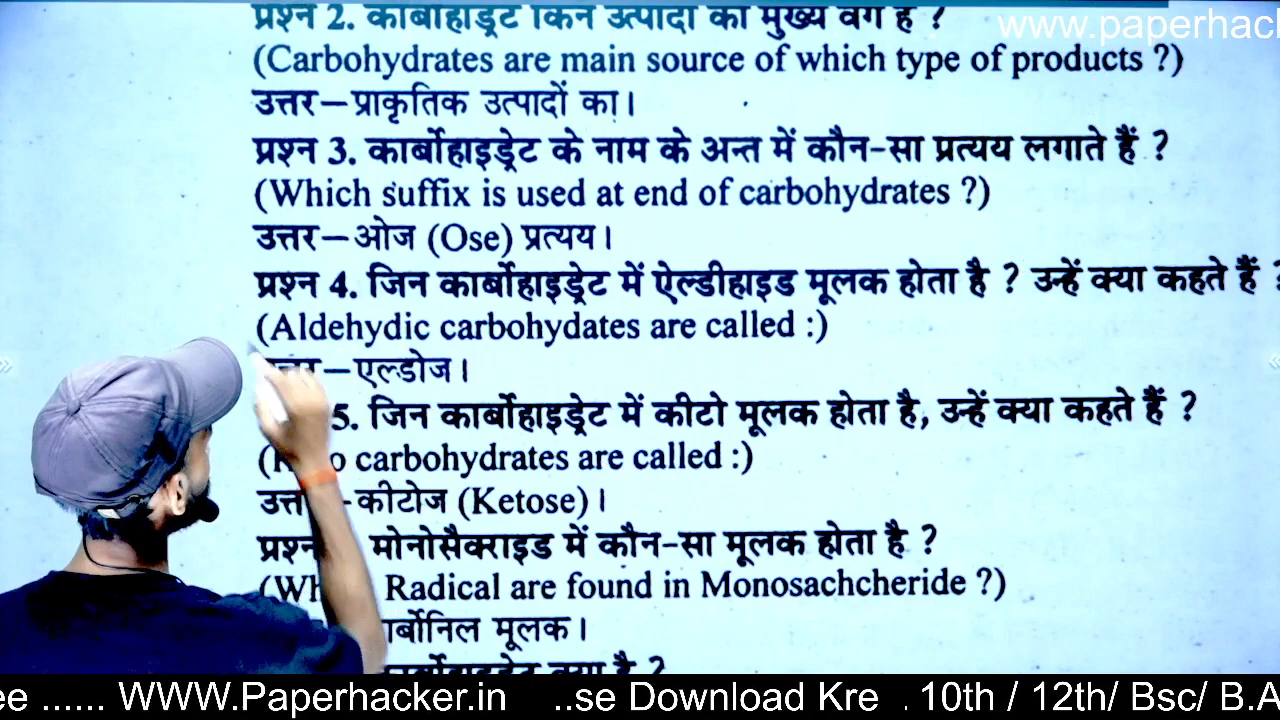 प्रश्न 2. कार्बोहाइड्रेट किन उत्पादों का मुख्य वर्ग है ?
www.paperhack
(Carbohydrates are main source of which type of products ?)
उत्तर—प्राकृतिक उत्पादों का।
प्रश्न 3. कार्बोहाइड्रेट के नाम के अन्त में कौन-सा प्रत्यय लगाते हैं ?
(Which suffix is used at end of carbohydrates ?)
उत्तर—ओज (Ose) प्रत्यय।
प्रश्न 4. जिन कार्बोहाइड्रेट में ऐल्डीहाइड मूलक होता है ? उन्हें क्या कहते हैं ?
(Aldehydic carbohydates are called :)
—एल्डोज।
5. जिन कार्बोहाइड्रेट में कीटो मूलक होता है, उन्हें क्या कहते हैं ?
carbohydrates are called :)
-कीटोज (Ketose)।
प्रश्न मोनोसैक्राइड में कौन-सा मूलक होता है ?
Radical are found in Monosachcheride ?)
मूलक।
कार्बोहाइड्रेट क्या है ?
ee ...... WWW.Paperhacker.in ..se Download Kre . 10th / 12th/ Bsc/ B.A